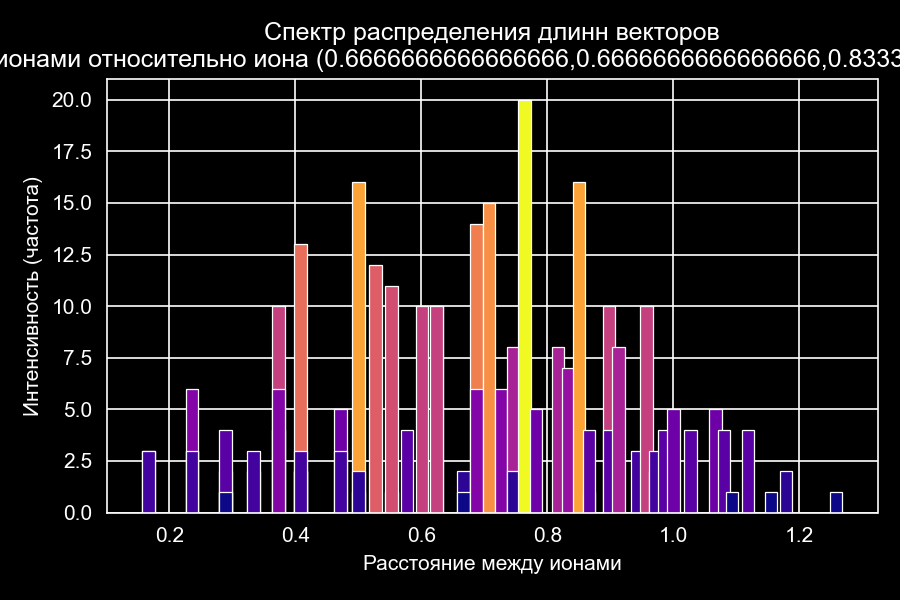 Спектр распределения длинн векторов
ионами относительно иона (0.6666666666666666,0.6666666666666666,0.8333
20.0
17.5
15.0
12.5
10.0
7.5
5.0
2.5
0.0
Интенсивность (частота)
0.2 0.4 0.6 0.8 1.0 1.2
Расстояние между ионами